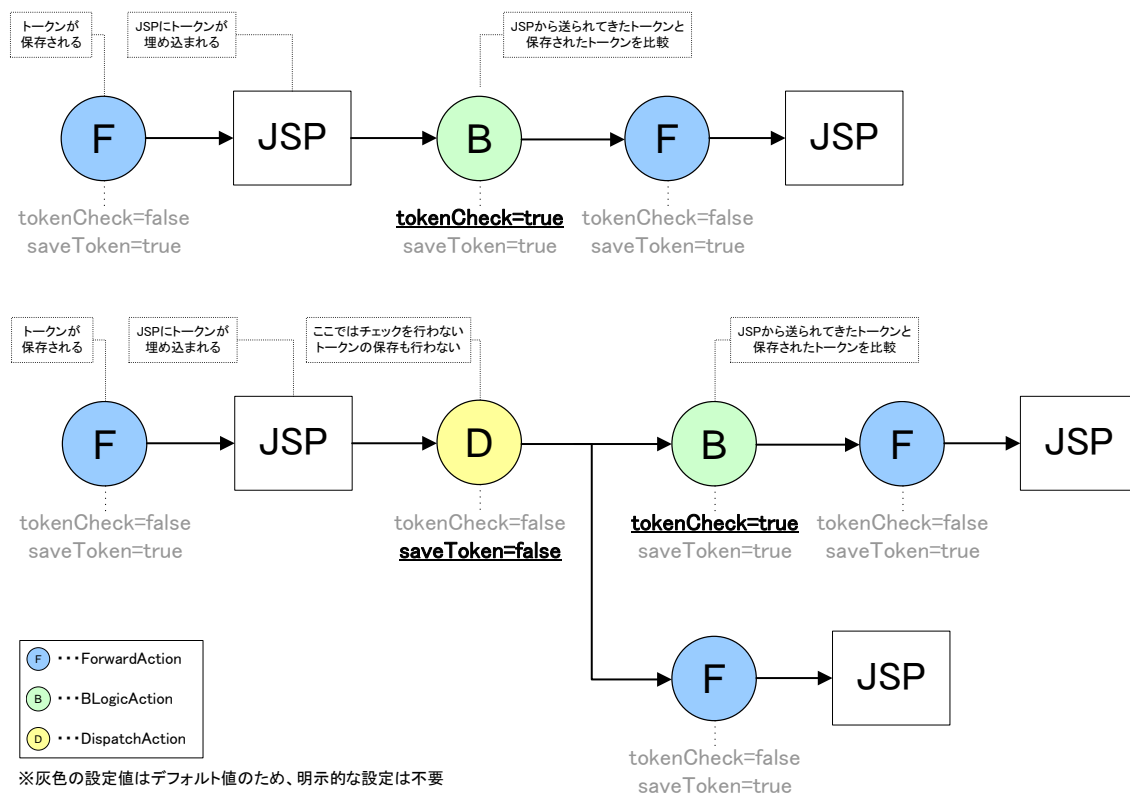 トークンが
保存される
JSPにトークンが
埋め込まれる
JSPから送られてきたトークンと
保存されたトークンを比較
F
JSP
B
F
JSP
tokenCheck=false
saveToken=true
tokenCheck=true
saveToken=true
tokenCheck=false
saveToken=true
トークンが
保存される
JSPにトークンが
埋め込まれる
ここではチェックを行わない
トークンの保存も行わない
JSPから送られてきたトークンと
保存されたトークンを比較
F
JSP
D
B
F
JSP
tokenCheck=false
saveToken=true
tokenCheck=false
saveToken=false
tokenCheck=true
saveToken=true
tokenCheck=false
saveToken=true
F
JSP
tokenCheck=false
saveToken=true
F ・・・ForwardAction
B ・・・BLogicAction
D ・・・DispatchAction
※灰色の設定値はデフォルト値のため、明示的な設定は不要